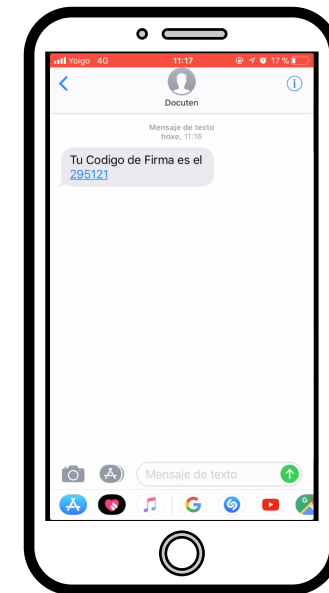 Yoigo 4G 11:17 17 %
Docuten
Mensaje de texto
hoxe, 11:16
Tu Codigo de Firma es el
295121
Mensaje de texto